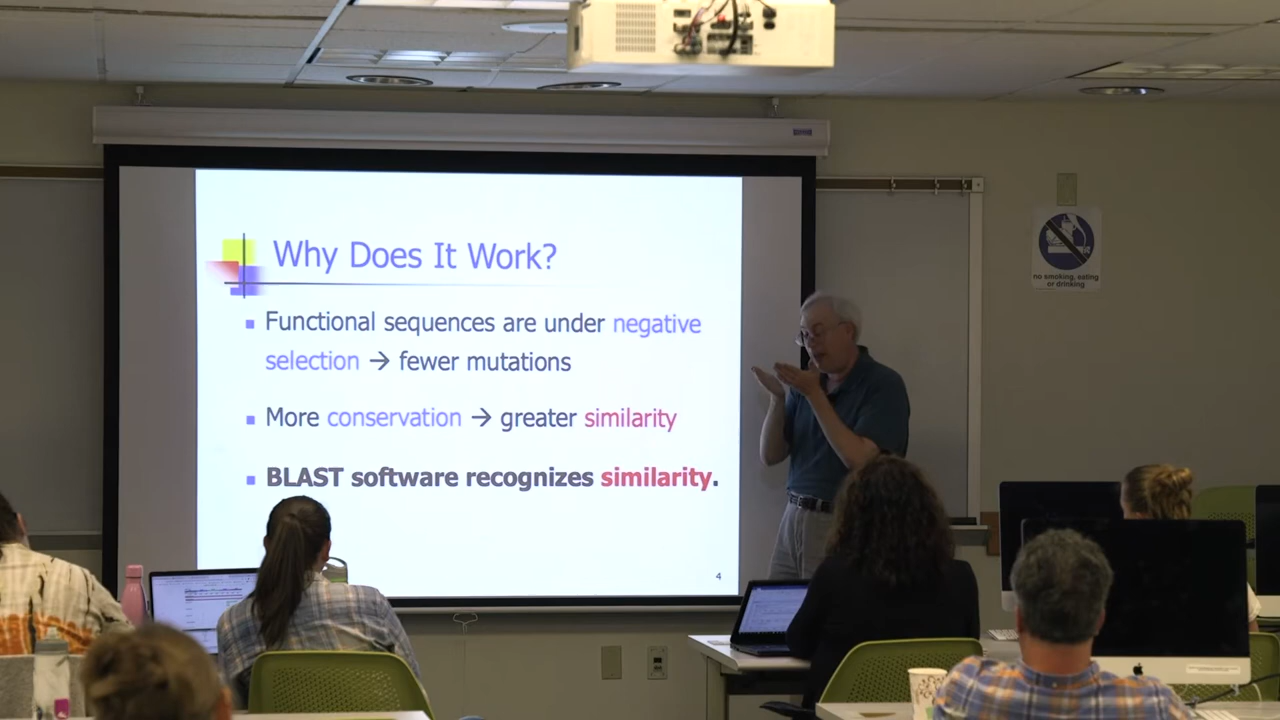 Why Does It Work?
Functional sequences are under negative
selection → fewer mutations
More conservation → greater similarity
BLAST software recognizes similarity.
4
no smoking, eating
or drinking